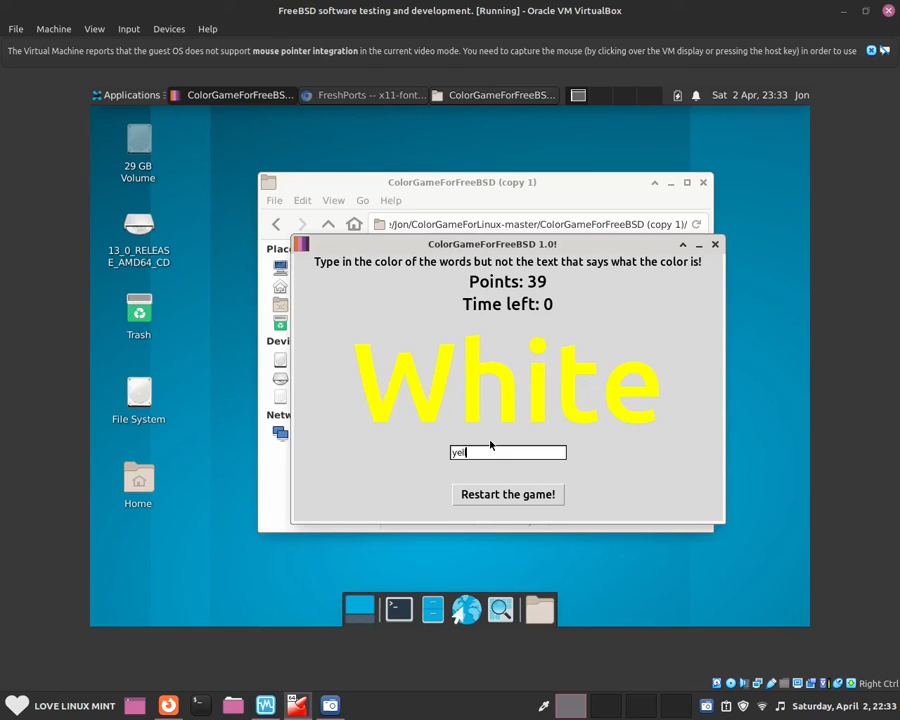 FreeBSD software testing and development. [Running] - Oracle VM VirtualBox
File Machine View Input Devices Help
The Virtual Machine reports that the guest OS does not support mouse pointer integration in the current video mode. You need to capture the mouse (by clicking over the VM display or pressing the host key) in order to use
Applications ColorGameForFreeBS... FreshPorts -- x11-font... ColorGameForFreeBS... Sat 2 Apr, 23:33 Jon
29 GB
Volume
13_0_RELEAS
E_AMD64_CD
Trash
File System
Home
ColorGameForFreeBSD (copy 1)
File Edit View Go Help
:/Jon/ColorGameForLinux-master/ColorGameForFreeBSD (copy 1)/
Plac
Devi
Netw
ColorGameForFreeBSD 1.0!
Type in the color of the words but not the text that says what the color is!
Points: 39
Time left: 0
White
yell
Restart the game!
Right Ctrl
LOVE LINUX MINT
Saturday, April 2, 22:33